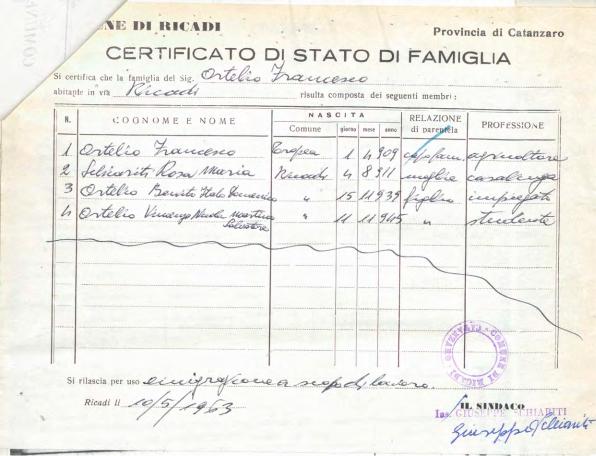 NE DI RICADI
Provincia di Catanzaro
CERTIFICATO DI STATO DI FAMIGLIA
Si certifica che la famiglia del Sig. Ortelio Francesco
abitante in via Ricadi risulta composta dei seguenti membri:
N. COGNOME E NOME NASCITA RELAZIONE di parentela PROFESSIONE
Comune giorno mese anno
1 Ortelio Francesco Tropea 1 4 909 capofam agricoltore
2 Schiariti Rosa Maria Ricadi 4 8 911 moglie casalinga
3 Ortelio Benito Italo Domenico " 15 11 939 figlio impiegato
4 Ortelio Vincenzo Nicola " 11 11 945 " studente
Salvatore
COMUNE DI RICADI
CATANZARO
Si rilascia per uso emigrazione a scopo di lavoro.
Ricadi li 10/5/1963
IL SINDACO
Ins. GIUSEPPE SCHIARITI
Giuseppe Schiariti